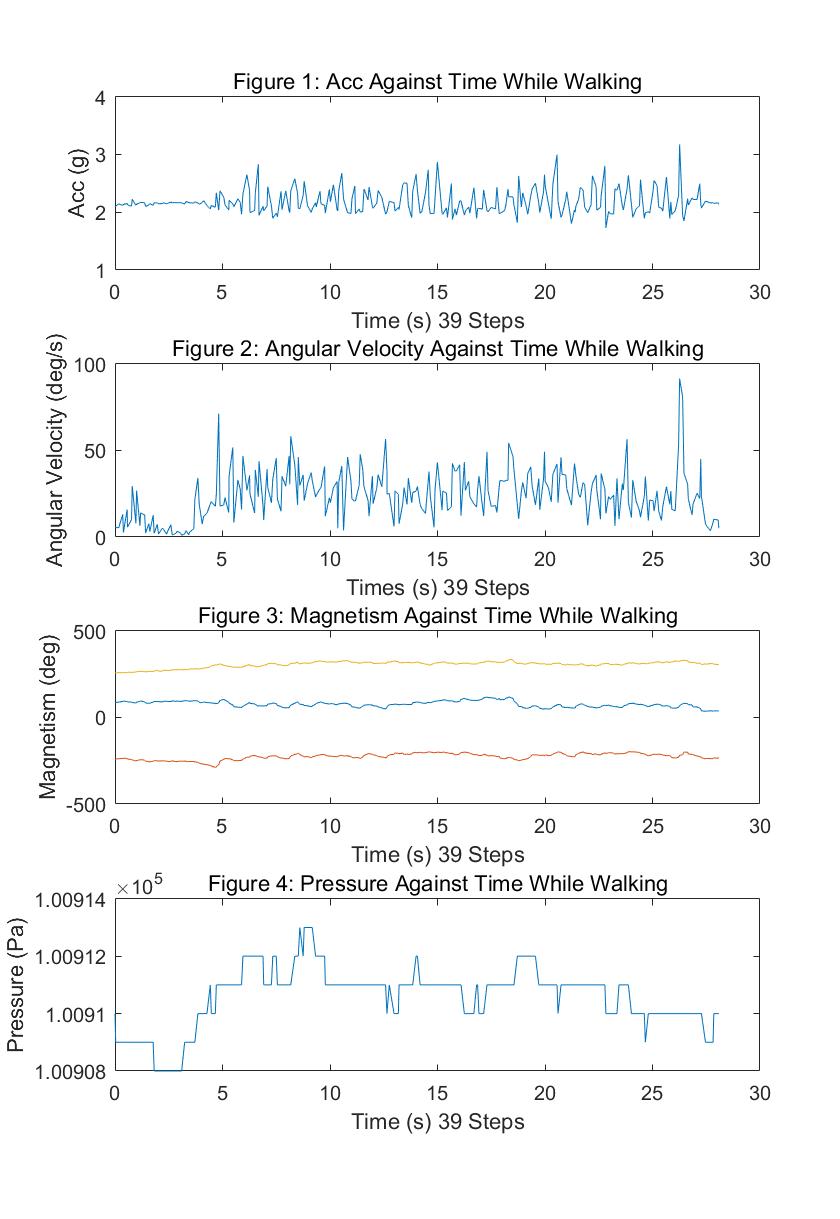 Figure 1: Acc Against Time While Walking
4
3
2
1
Acc (g)
0 5 10 15 20 25 30
Time (s) 39 Steps
Figure 2: Angular Velocity Against Time While Walking
100
50
0
Angular Velocity (deg/s)
0 5 10 15 20 25 30
Times (s) 39 Steps
Figure 3: Magnetism Against Time While Walking
500
0
-500
Magnetism (deg)
0 5 10 15 20 25 30
Time (s) 39 Steps
×10⁵
Figure 4: Pressure Against Time While Walking
1.00914
1.00912
1.0091
1.00908
Pressure (Pa)
0 5 10 15 20 25 30
Time (s) 39 Steps